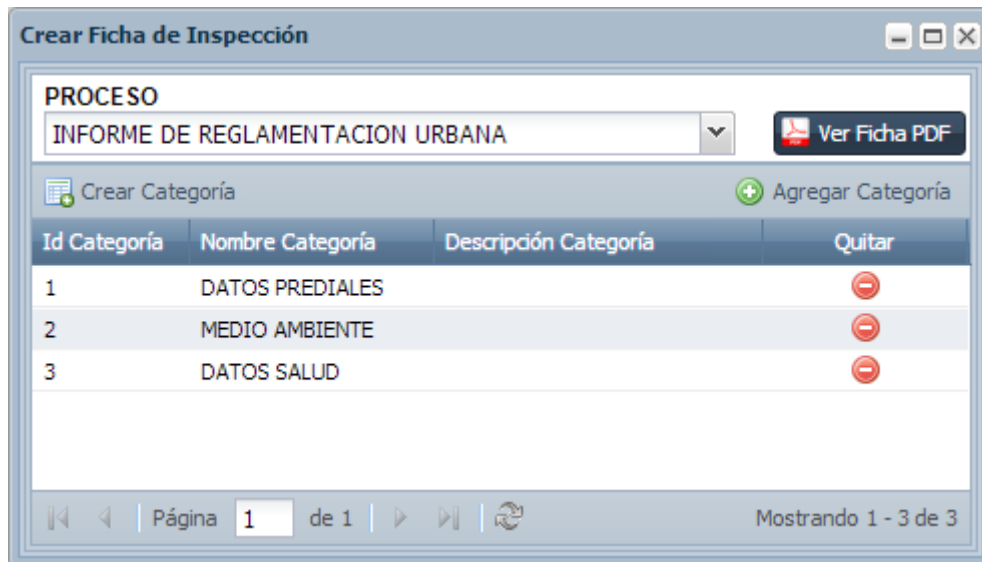 Crear Ficha de Inspección
PROCESO
INFORME DE REGLAMENTACION URBANA
Ver Ficha PDF
Crear Categoría Agregar Categoría
Id Categoría Nombre Categoría Descripción Categoría Quitar
1 DATOS PREDIALES
2 MEDIO AMBIENTE
3 DATOS SALUD
Página 1 de 1 Mostrando 1 - 3 de 3